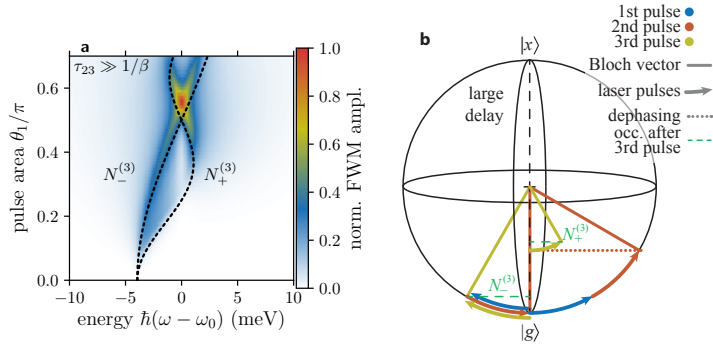 a
τ₂₃ ≫ 1/β
N₋⁽³⁾
N₊⁽³⁾
pulse area θ₁/π
0.0
0.2
0.4
0.6
−10
−5
0
5
10
energy ℏ(ω − ω₀) (meV)
0.0
0.2
0.4
0.6
0.8
1.0
norm. FWM ampl.
b
|x⟩
large
delay
1st pulse
2nd pulse
3rd pulse
Bloch vector
laser pulses
dephasing
occ. after
3rd pulse
N₊⁽³⁾
N₋⁽³⁾
|g⟩